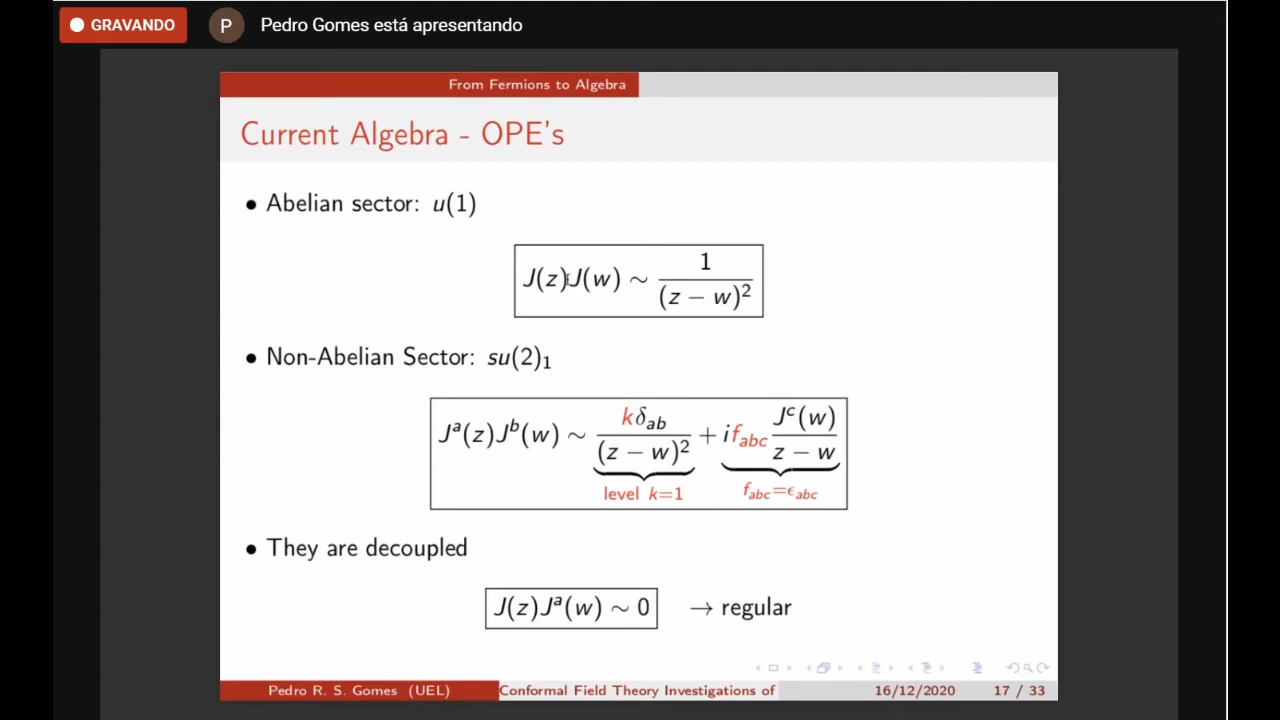 GRAVANDO
P
Pedro Gomes está apresentando
From Fermions to Algebra
Current Algebra - OPE's
• Abelian sector: u(1)
J(z)J(w) ∼ 1/(z − w)²
• Non-Abelian Sector: su(2)₁
Jᵃ(z)Jᵇ(w) ∼ kδ_ab/(z − w)² + i f_abc Jᶜ(w)/(z − w)
level k=1 f_abc=ϵ_abc
• They are decoupled
J(z)Jᵃ(w) ∼ 0 → regular
Pedro R. S. Gomes (UEL) Conformal Field Theory Investigations of 16/12/2020 17 / 33